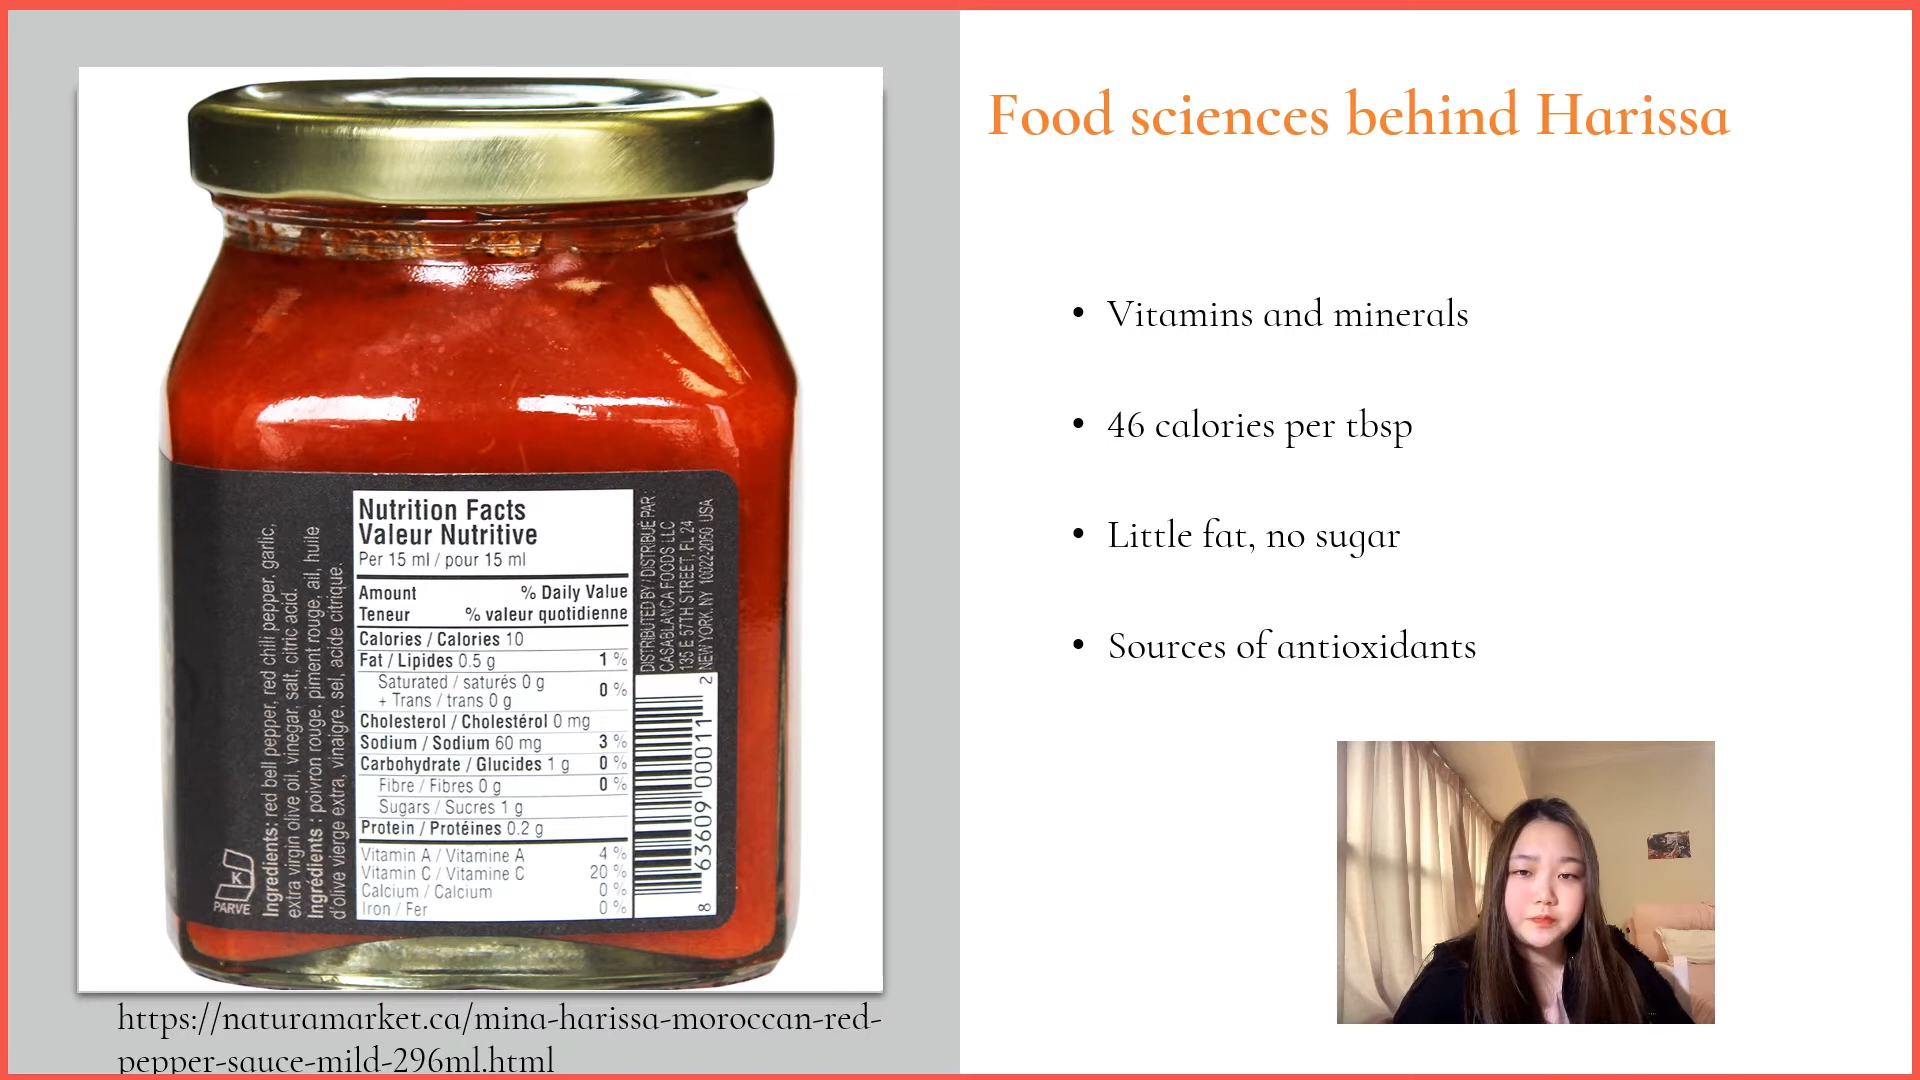 Food sciences behind Harissa
• Vitamins and minerals
• 46 calories per tbsp
• Little fat, no sugar
• Sources of antioxidants
Nutrition Facts
Valeur Nutritive
Per 15 ml / pour 15 ml
Amount % Daily Value
Teneur % valeur quotidienne
Calories / Calories 10
Fat / Lipides 0.5 g 1 %
Saturated / saturés 0 g
+ Trans / trans 0 g 0 %
Cholesterol / Cholestérol 0 mg
Sodium / Sodium 60 mg 3 %
Carbohydrate / Glucides 1 g 0 %
Fibre / Fibres 0 g 0 %
Sugars / Sucres 1 g
Protein / Protéines 0.2 g
Vitamin A / Vitamine A 4 %
Vitamin C / Vitamine C 20 %
Calcium / Calcium 0 %
Iron / Fer 0 %
Ingredients: red bell pepper, red chili pepper, garlic,
extra virgin olive oil, vinegar, salt, citric acid.
Ingrédients : poivron rouge, piment rouge, ail, huile
d'olive vierge extra, vinaigre, sel, acide citrique.
K
PARVE
DISTRIBUTED BY / DISTRIBUÉ PAR :
CASABLANCA FOODS LLC
135 E 57TH STREET, FL 24
NEW YORK, NY 10022-2060 USA
8 63609 00011 2
https://naturamarket.ca/mina-harissa-moroccan-red-
pepper-sauce-mild-296ml.html